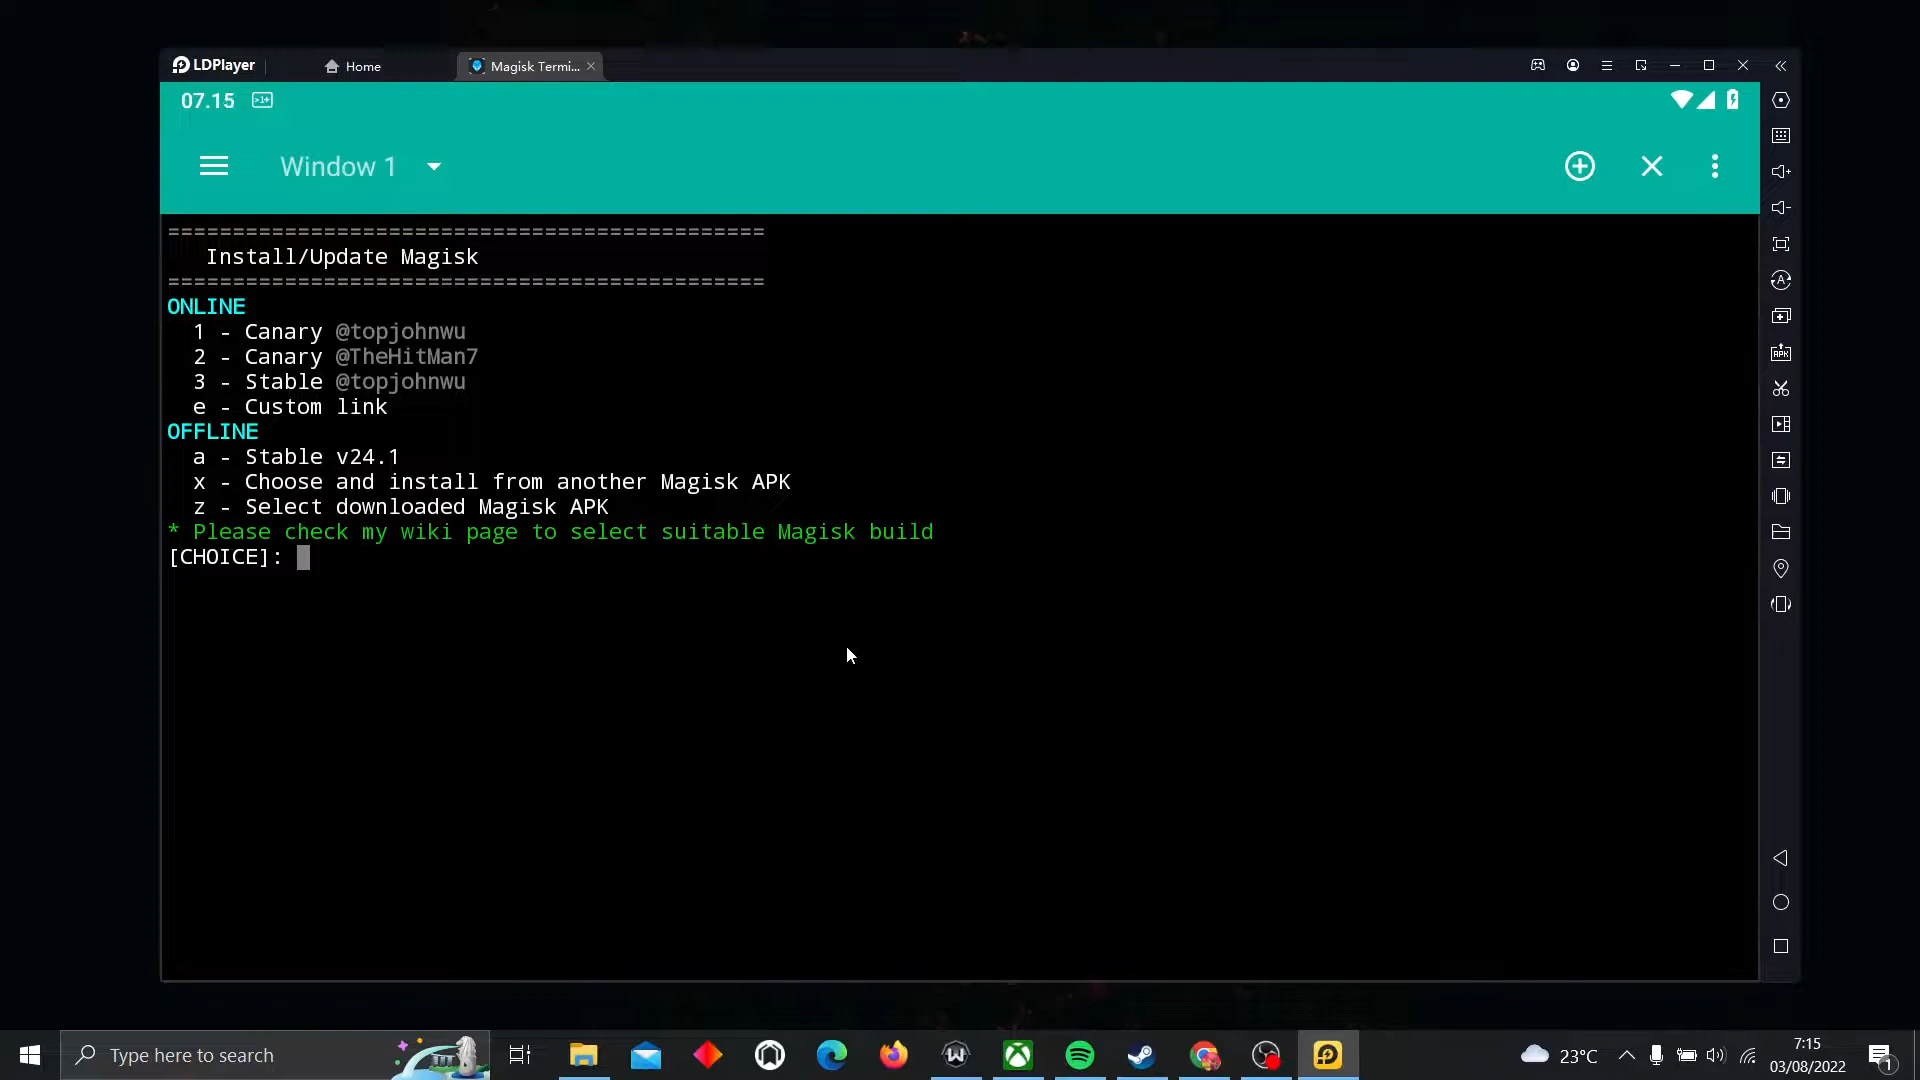 LDPlayer
Home
Magisk Termi...
07.15
Window 1
==============================================
Install/Update Magisk
==============================================
ONLINE
1 - Canary @topjohnwu
2 - Canary @TheHitMan7
3 - Stable @topjohnwu
e - Custom link
OFFLINE
a - Stable v24.1
x - Choose and install from another Magisk APK
z - Select downloaded Magisk APK
* Please check my wiki page to select suitable Magisk build
[CHOICE]:
APK
Type here to search
23°C
7:15
03/08/2022
1